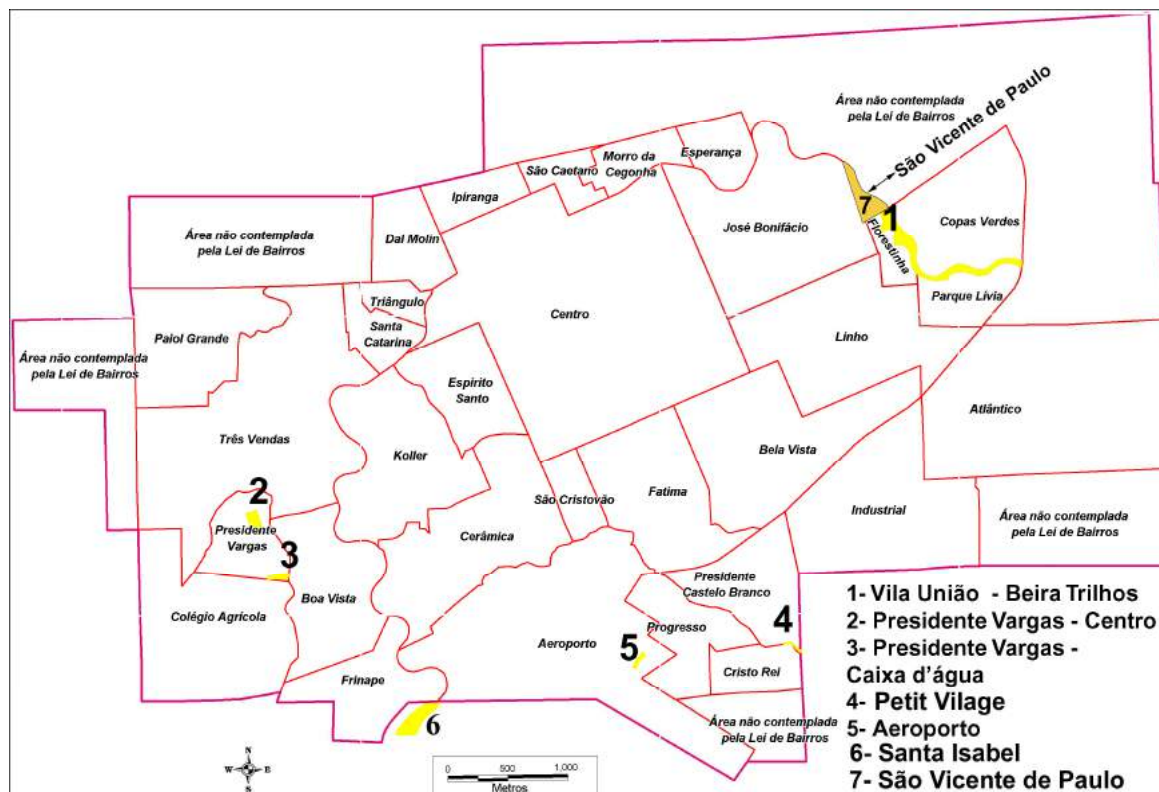 Área não contemplada
pela Lei de Bairros
São Vicente de Paulo
Esperança
Morro da
Cegonha
São Caetano
Ipiranga
7
1
Copas Verdes
José Bonifácio
Florestinha
Área não contemplada
pela Lei de Bairros
Dal Molin
Parque Lívia
Triângulo
Centro
Santa
Catarina
Paiol Grande
Linho
Área não contemplada
pela Lei de Bairros
Espirito
Santo
Atlântico
Três Vendas
Koller
Bela Vista
2
São Cristovão
Fatima
Industrial
Área não contemplada
pela Lei de Bairros
Presidente
Vargas
Cerâmica
3
Presidente
Castelo Branco
Boa Vista
Colégio Agrícola
Progresso
4
Aeroporto
5
Cristo Rei
Frinape
6
Área não contemplada
pela Lei de Bairros
1- Vila União - Beira Trilhos
2- Presidente Vargas - Centro
3- Presidente Vargas -
Caixa d'água
4- Petit Vilage
5- Aeroporto
6- Santa Isabel
7- São Vicente de Paulo
N
W E
S
0 500 1,000
Metros